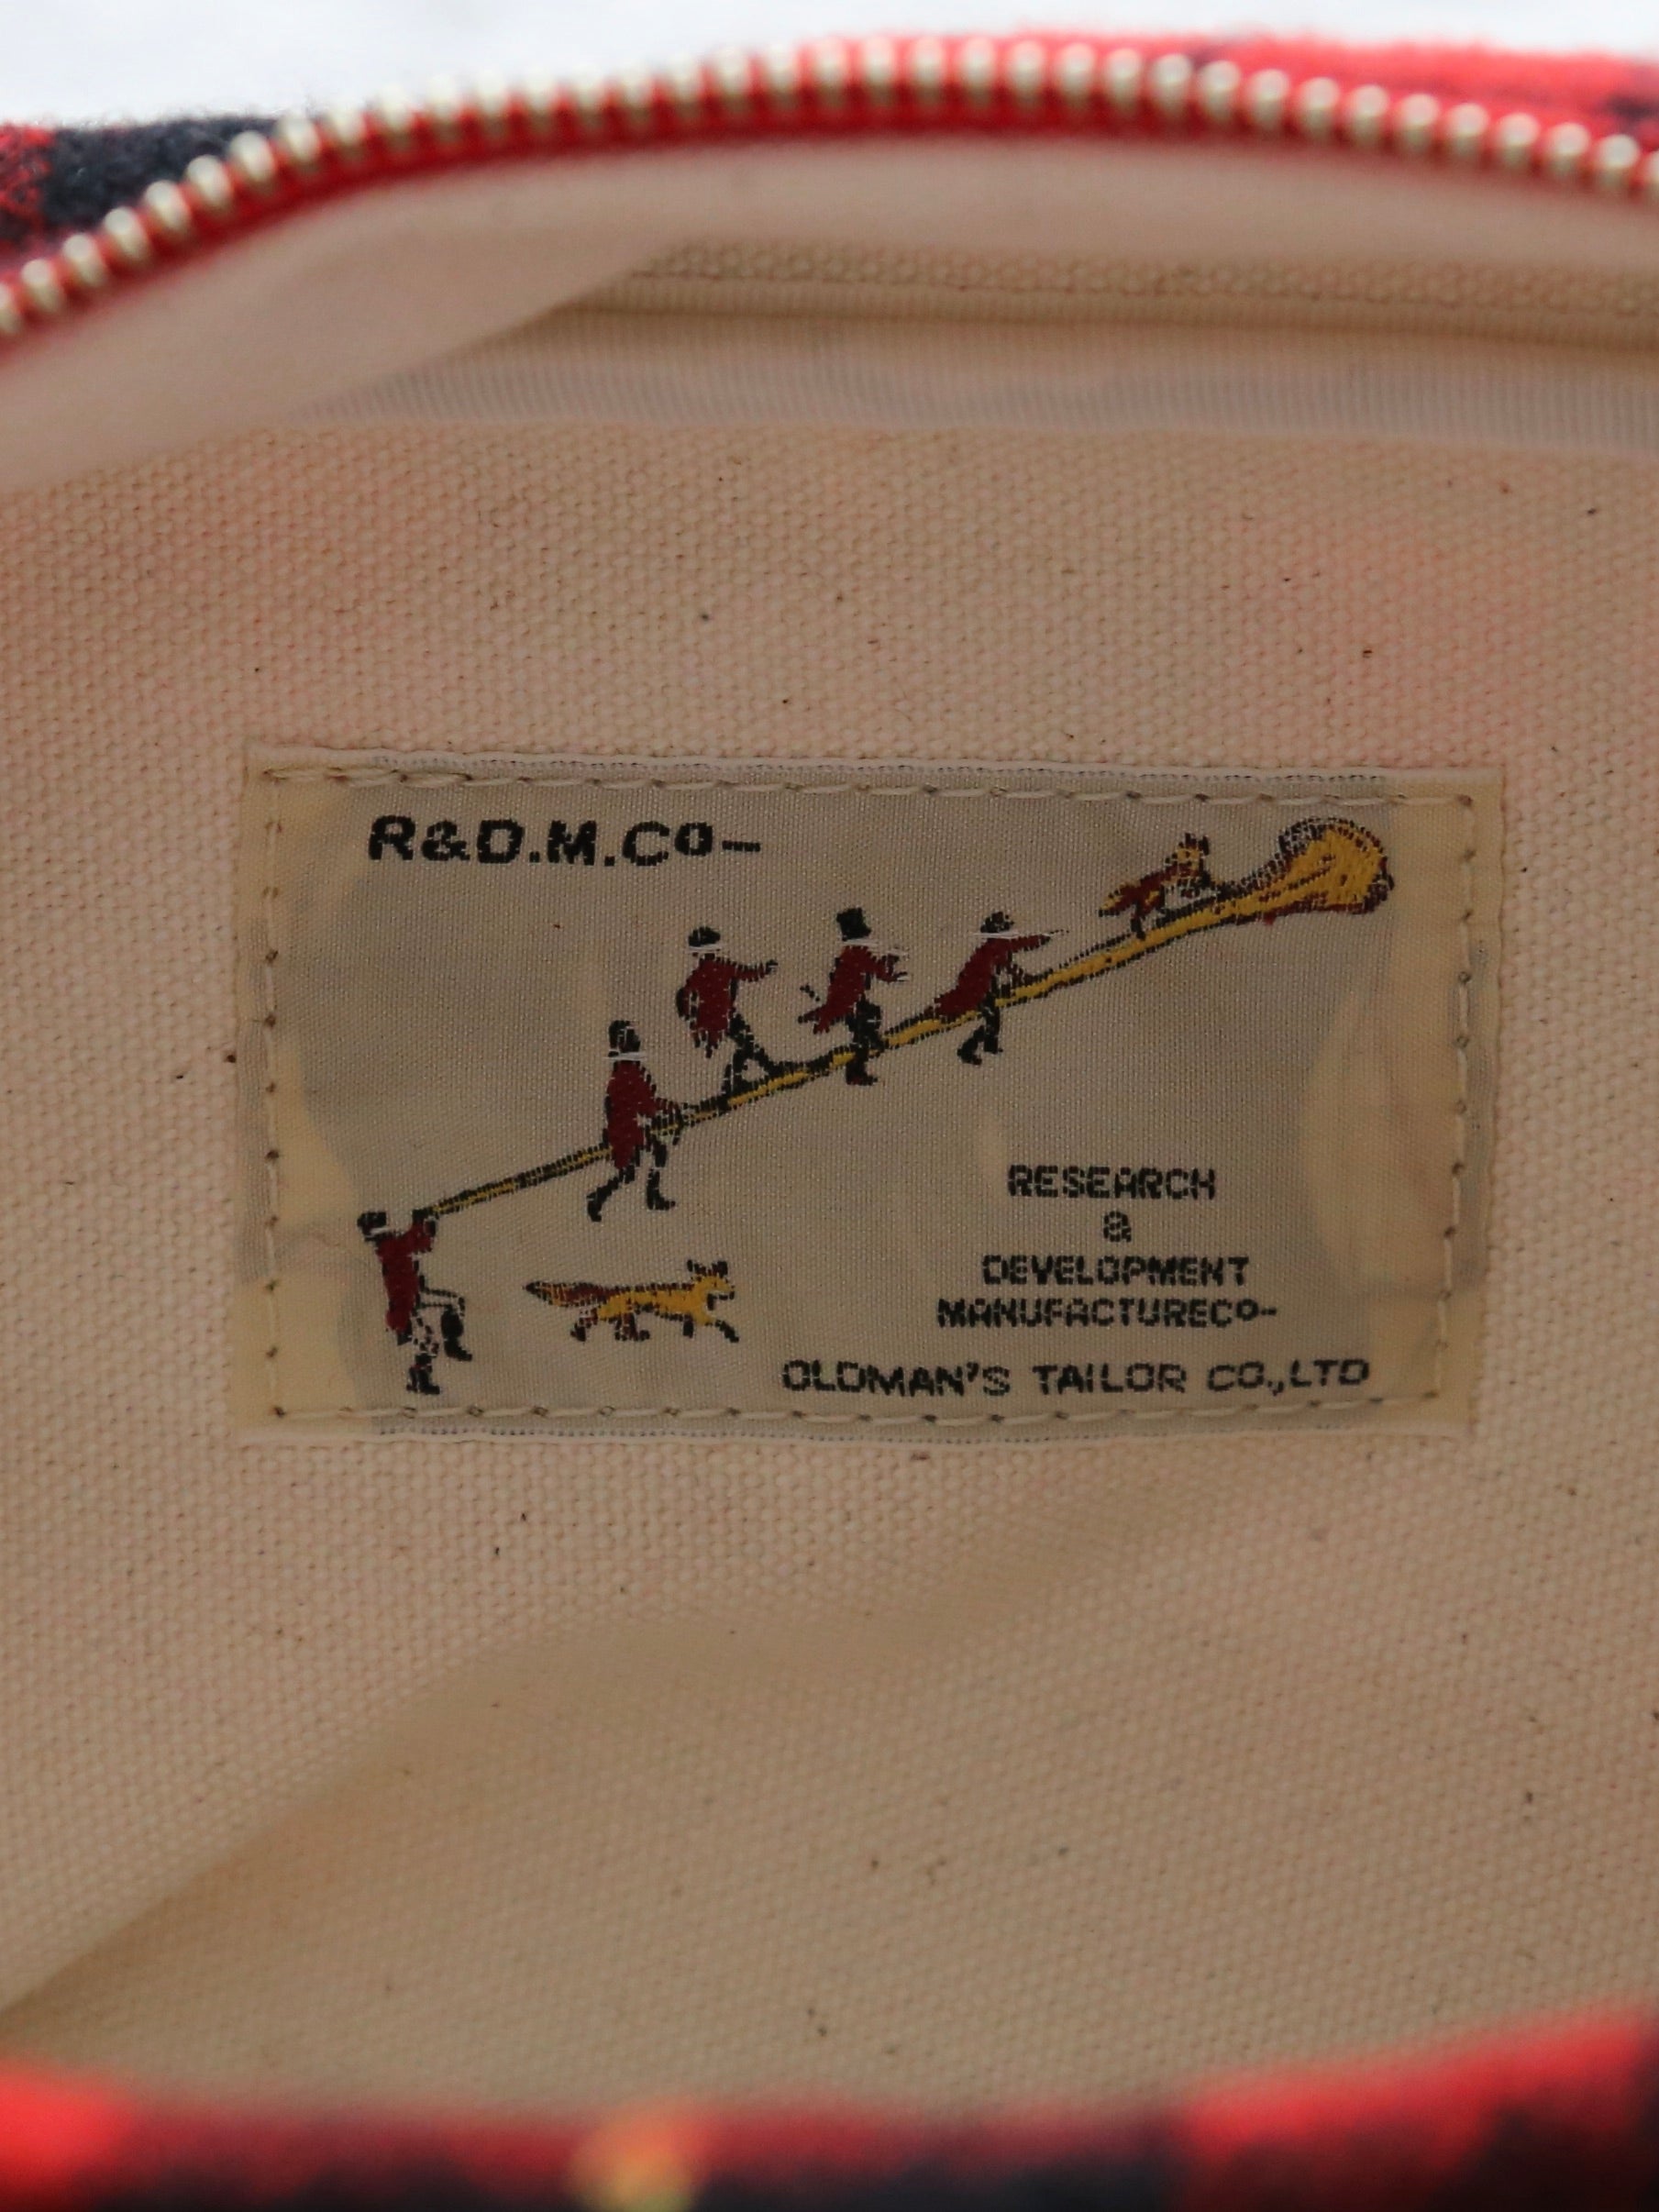 R&D.M.Co-
RESEARCH
&
DEVELOPMENT
MANUFACTURECo-
OLDMAN'S TAILOR CO.,LTD